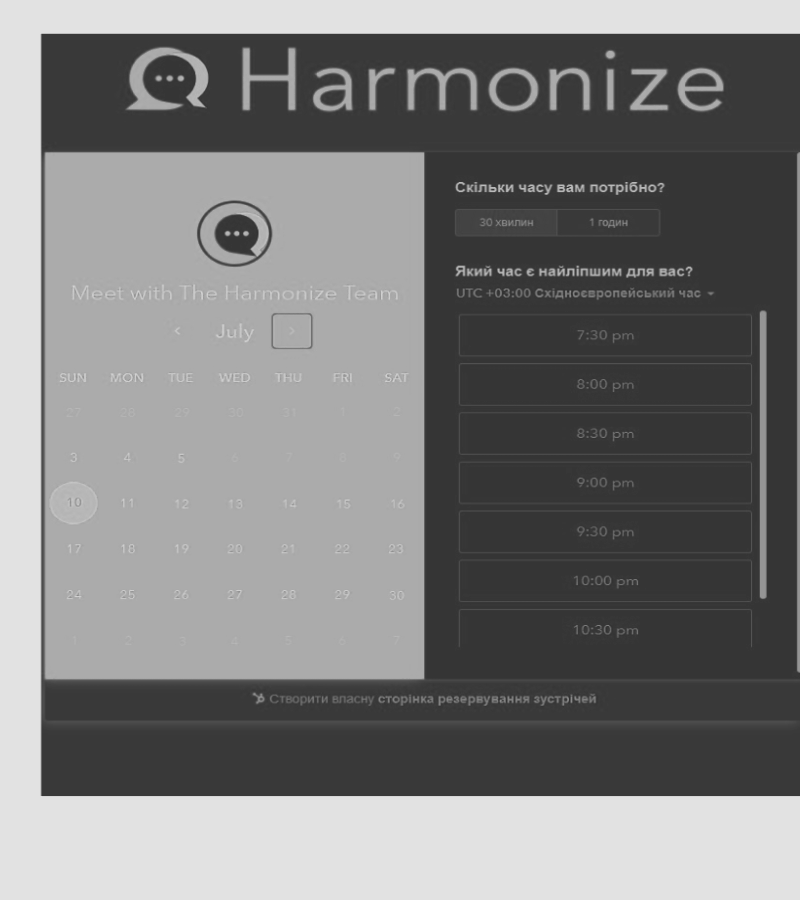 Harmonize
Meet with The Harmonize Team
July
SUN MON TUE WED THU FRI SAT
27 28 29 30 31 1 2
3 4 5 6 7 8 9
10 11 12 13 14 15 16
17 18 19 20 21 22 23
24 25 26 27 28 29 30
1 2 3 4 5 6 7
Скільки часу вам потрібно?
30 хвилин 1 годин
Який час є найліпшим для вас?
UTC +03:00 Східноєвропейський час
7:30 pm
8:00 pm
8:30 pm
9:00 pm
9:30 pm
10:00 pm
10:30 pm
Створити власну сторінка резервування зустрічей